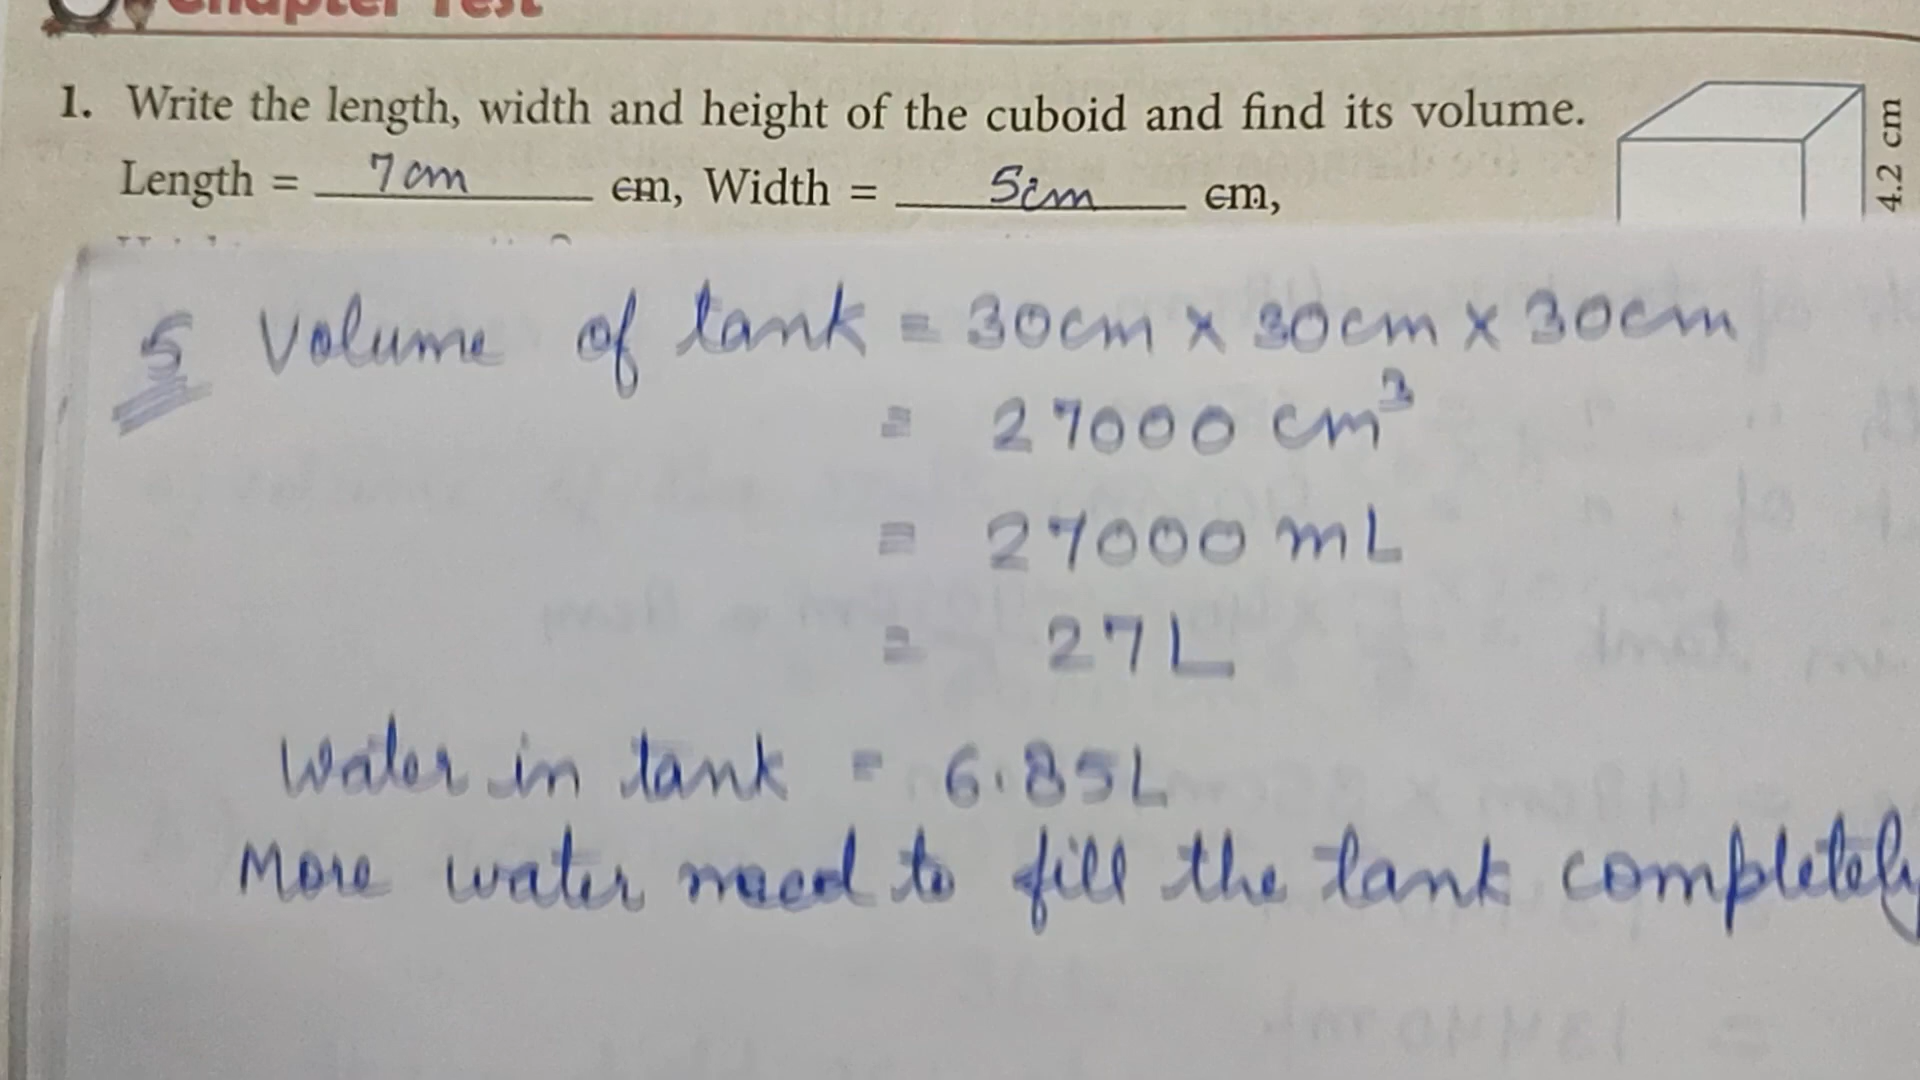 Chapter Test
1. Write the length, width and height of the cuboid and find its volume.
Length = 7cm cm, Width = 5cm cm,
4.2 cm
5 Volume of tank = 30cm x 30cm x 30cm
= 27000 cm³
= 27000 mL
= 27L
Water in tank = 6.85L
More water need to fill the tank completely